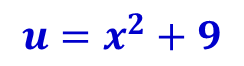 u = x² + 9